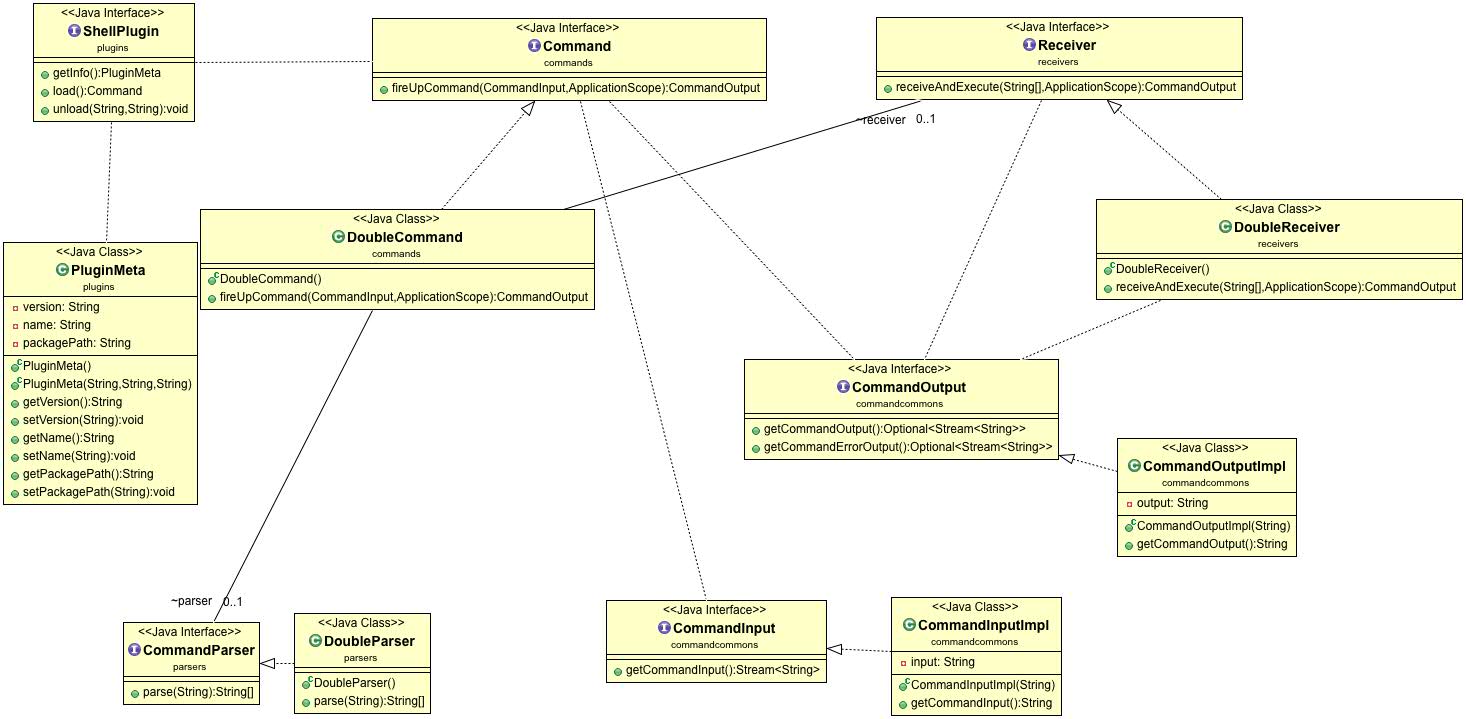 <<Java Interface>>
ShellPlugin
plugins
getInfo():PluginMeta
load():Command
unload(String,String):void
<<Java Interface>>
Command
commands
fireUpCommand(CommandInput,ApplicationScope):CommandOutput
<<Java Interface>>
Receiver
receivers
receiveAndExecute(String[],ApplicationScope):CommandOutput
~receiver 0..1
<<Java Class>>
DoubleCommand
commands
DoubleCommand()
fireUpCommand(CommandInput,ApplicationScope):CommandOutput
<<Java Class>>
DoubleReceiver
receivers
DoubleReceiver()
receiveAndExecute(String[],ApplicationScope):CommandOutput
<<Java Class>>
PluginMeta
plugins
version: String
name: String
packagePath: String
PluginMeta()
PluginMeta(String,String,String)
getVersion():String
setVersion(String):void
getName():String
setName(String):void
getPackagePath():String
setPackagePath(String):void
<<Java Interface>>
CommandOutput
commandcommons
getCommandOutput():Optional<Stream<String>>
getCommandErrorOutput():Optional<Stream<String>>
<<Java Class>>
CommandOutputImpl
commandcommons
output: String
CommandOutputImpl(String)
getCommandOutput():String
~parser 0..1
<<Java Interface>>
CommandParser
parsers
parse(String):String[]
<<Java Class>>
DoubleParser
parsers
DoubleParser()
parse(String):String[]
<<Java Interface>>
CommandInput
commandcommons
getCommandInput():Stream<String>
<<Java Class>>
CommandInputImpl
commandcommons
input: String
CommandInputImpl(String)
getCommandInput():String